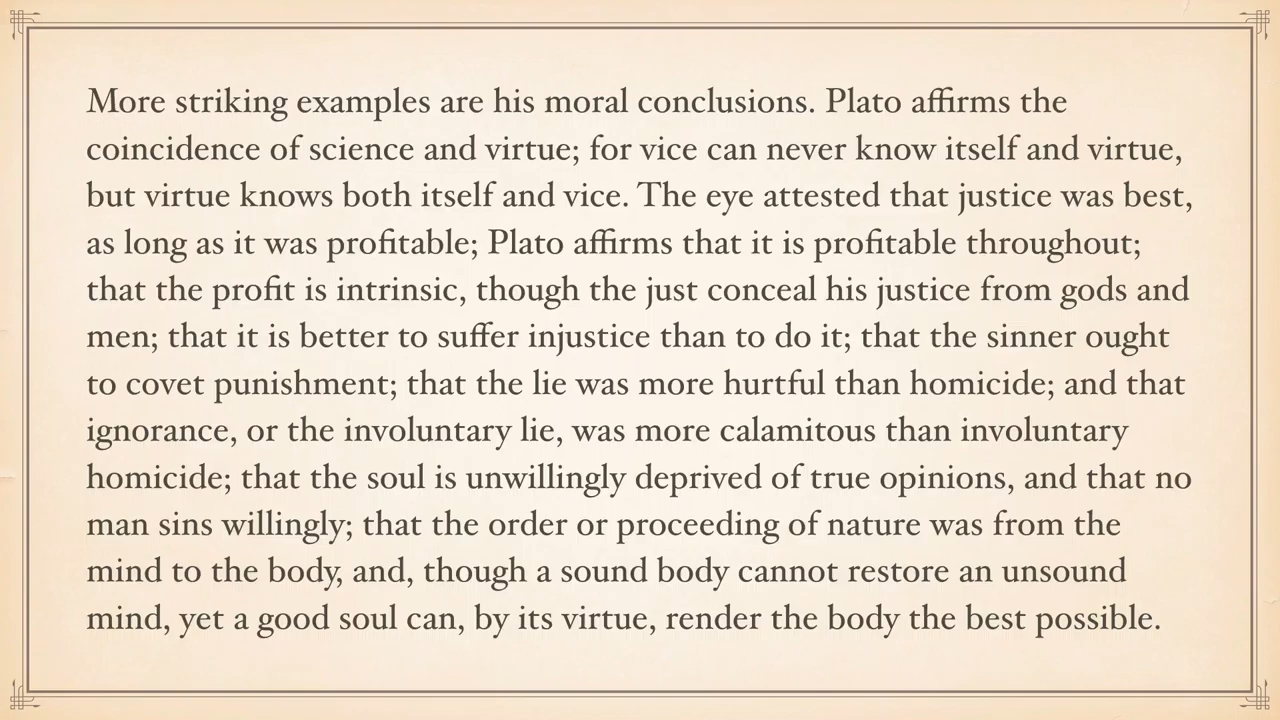 More striking examples are his moral conclusions. Plato affirms the
coincidence of science and virtue; for vice can never know itself and virtue,
but virtue knows both itself and vice. The eye attested that justice was best,
as long as it was profitable; Plato affirms that it is profitable throughout;
that the profit is intrinsic, though the just conceal his justice from gods and
men; that it is better to suffer injustice than to do it; that the sinner ought
to covet punishment; that the lie was more hurtful than homicide; and that
ignorance, or the involuntary lie, was more calamitous than involuntary
homicide; that the soul is unwillingly deprived of true opinions, and that no
man sins willingly; that the order or proceeding of nature was from the
mind to the body, and, though a sound body cannot restore an unsound
mind, yet a good soul can, by its virtue, render the body the best possible.